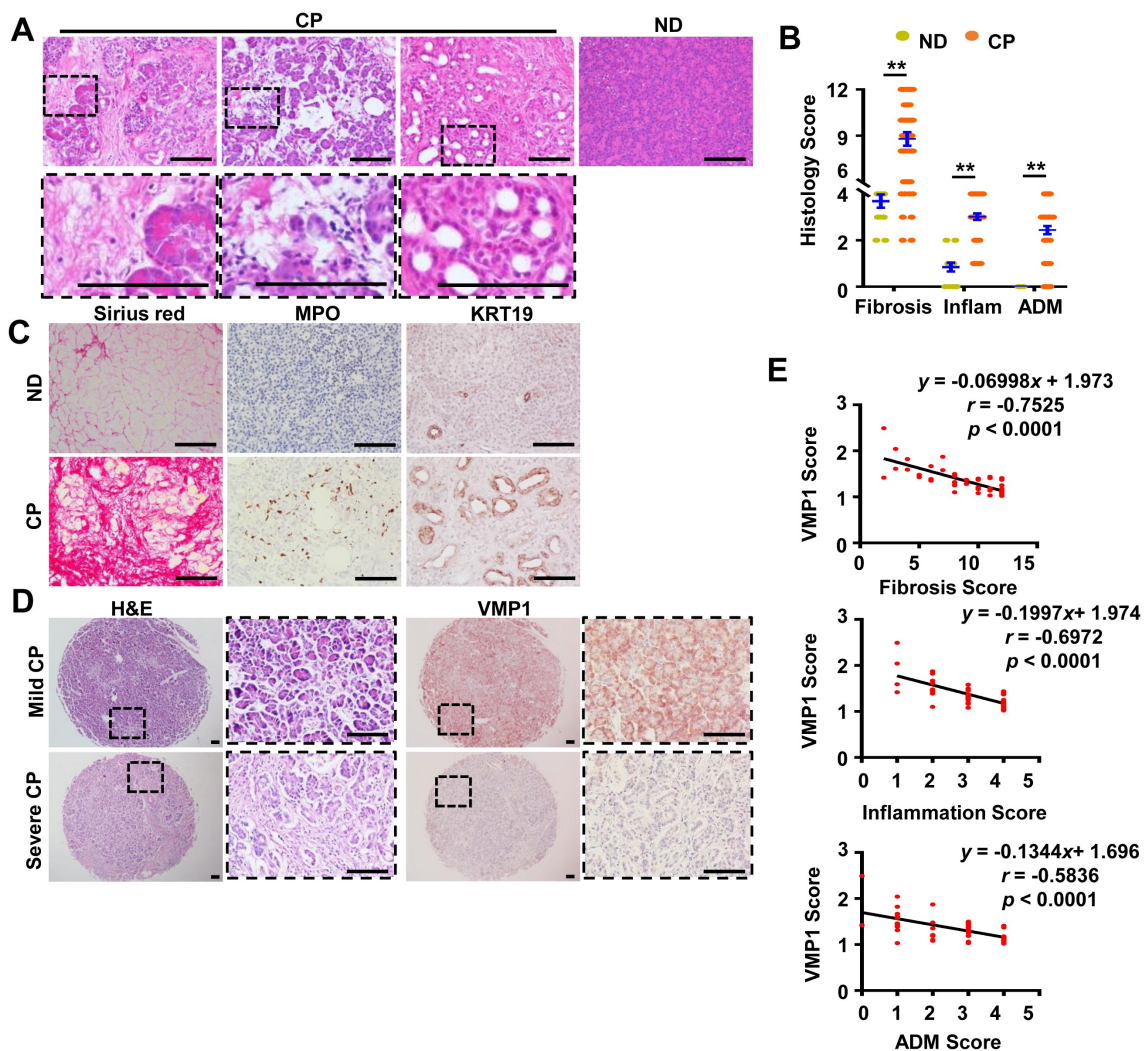 A
CP
ND
B
ND
CP
**
**
**
Histology Score
12
9
6
4
2
0
Fibrosis
Inflam
ADM
C
Sirius red
MPO
KRT19
ND
CP
D
H&E
VMP1
Mild CP
Severe CP
E
y = -0.06998x + 1.973
r = -0.7525
p < 0.0001
VMP1 Score
3
2
1
0
0 5 10 15
Fibrosis Score
y = -0.1997x+ 1.974
r = -0.6972
p < 0.0001
VMP1 Score
3
2
1
0
0 1 2 3 4 5
Inflammation Score
y = -0.1344x+ 1.696
r = -0.5836
p < 0.0001
VMP1 Score
3
2
1
0
0 1 2 3 4 5
ADM Score